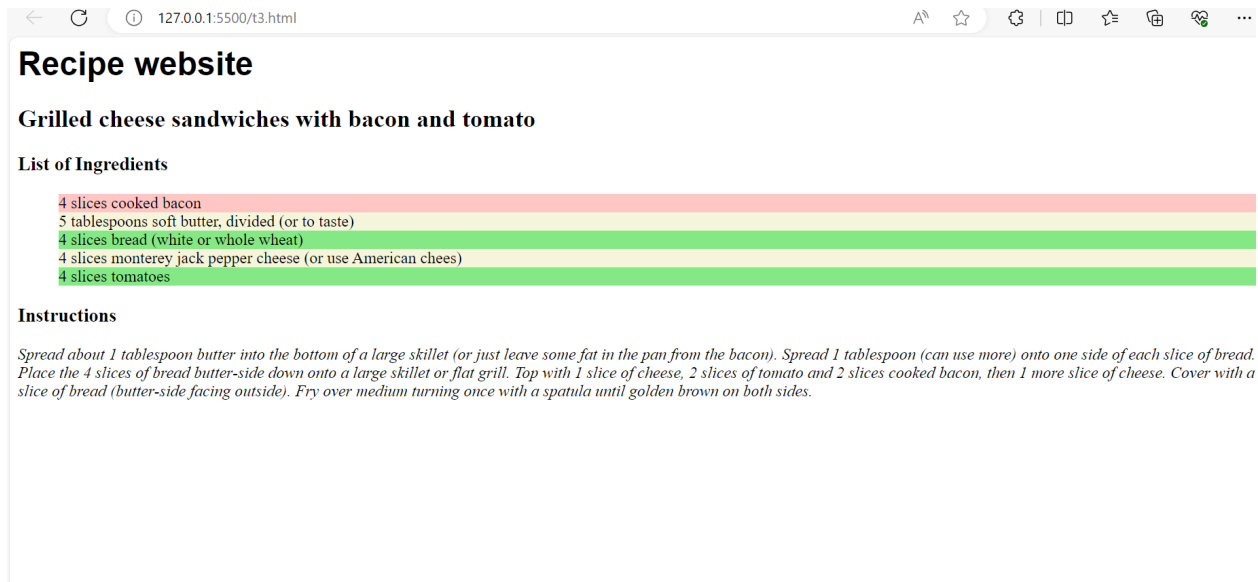 127.0.0.1:5500/t3.html
Recipe website
Grilled cheese sandwiches with bacon and tomato
List of Ingredients
4 slices cooked bacon
5 tablespoons soft butter, divided (or to taste)
4 slices bread (white or whole wheat)
4 slices monterey jack pepper cheese (or use American chees)
4 slices tomatoes
Instructions
Spread about 1 tablespoon butter into the bottom of a large skillet (or just leave some fat in the pan from the bacon). Spread 1 tablespoon (can use more) onto one side of each slice of bread.
Place the 4 slices of bread butter-side down onto a large skillet or flat grill. Top with 1 slice of cheese, 2 slices of tomato and 2 slices cooked bacon, then 1 more slice of cheese. Cover with a
slice of bread (butter-side facing outside). Fry over medium turning once with a spatula until golden brown on both sides.